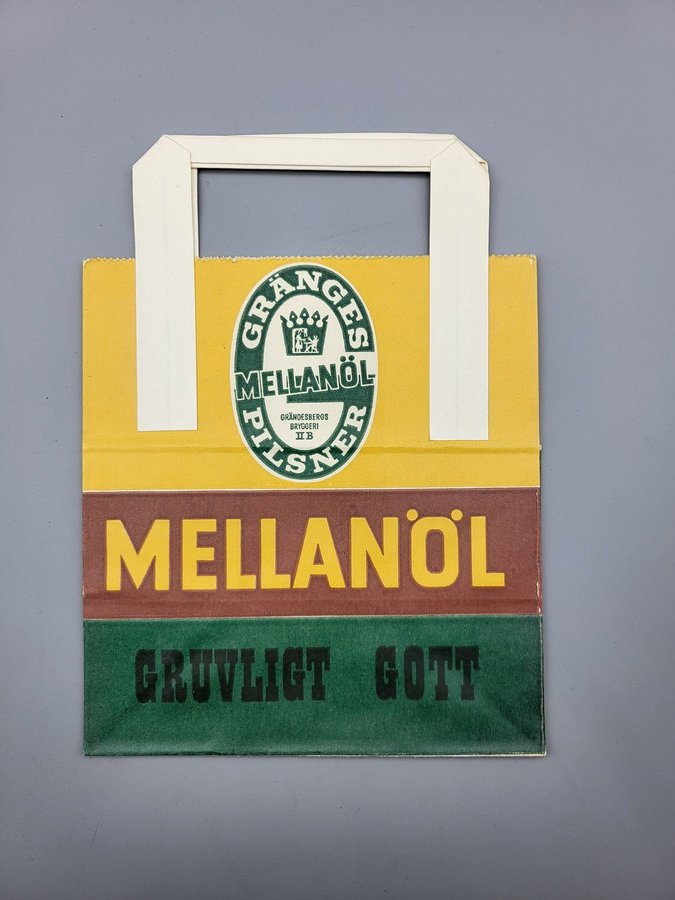 GRÄNGES
MELLANÖL
GRÄNGESBERGS
BRYGGERI
II B
PILSNER
MELLANÖL
GRUVLIGT GOTT